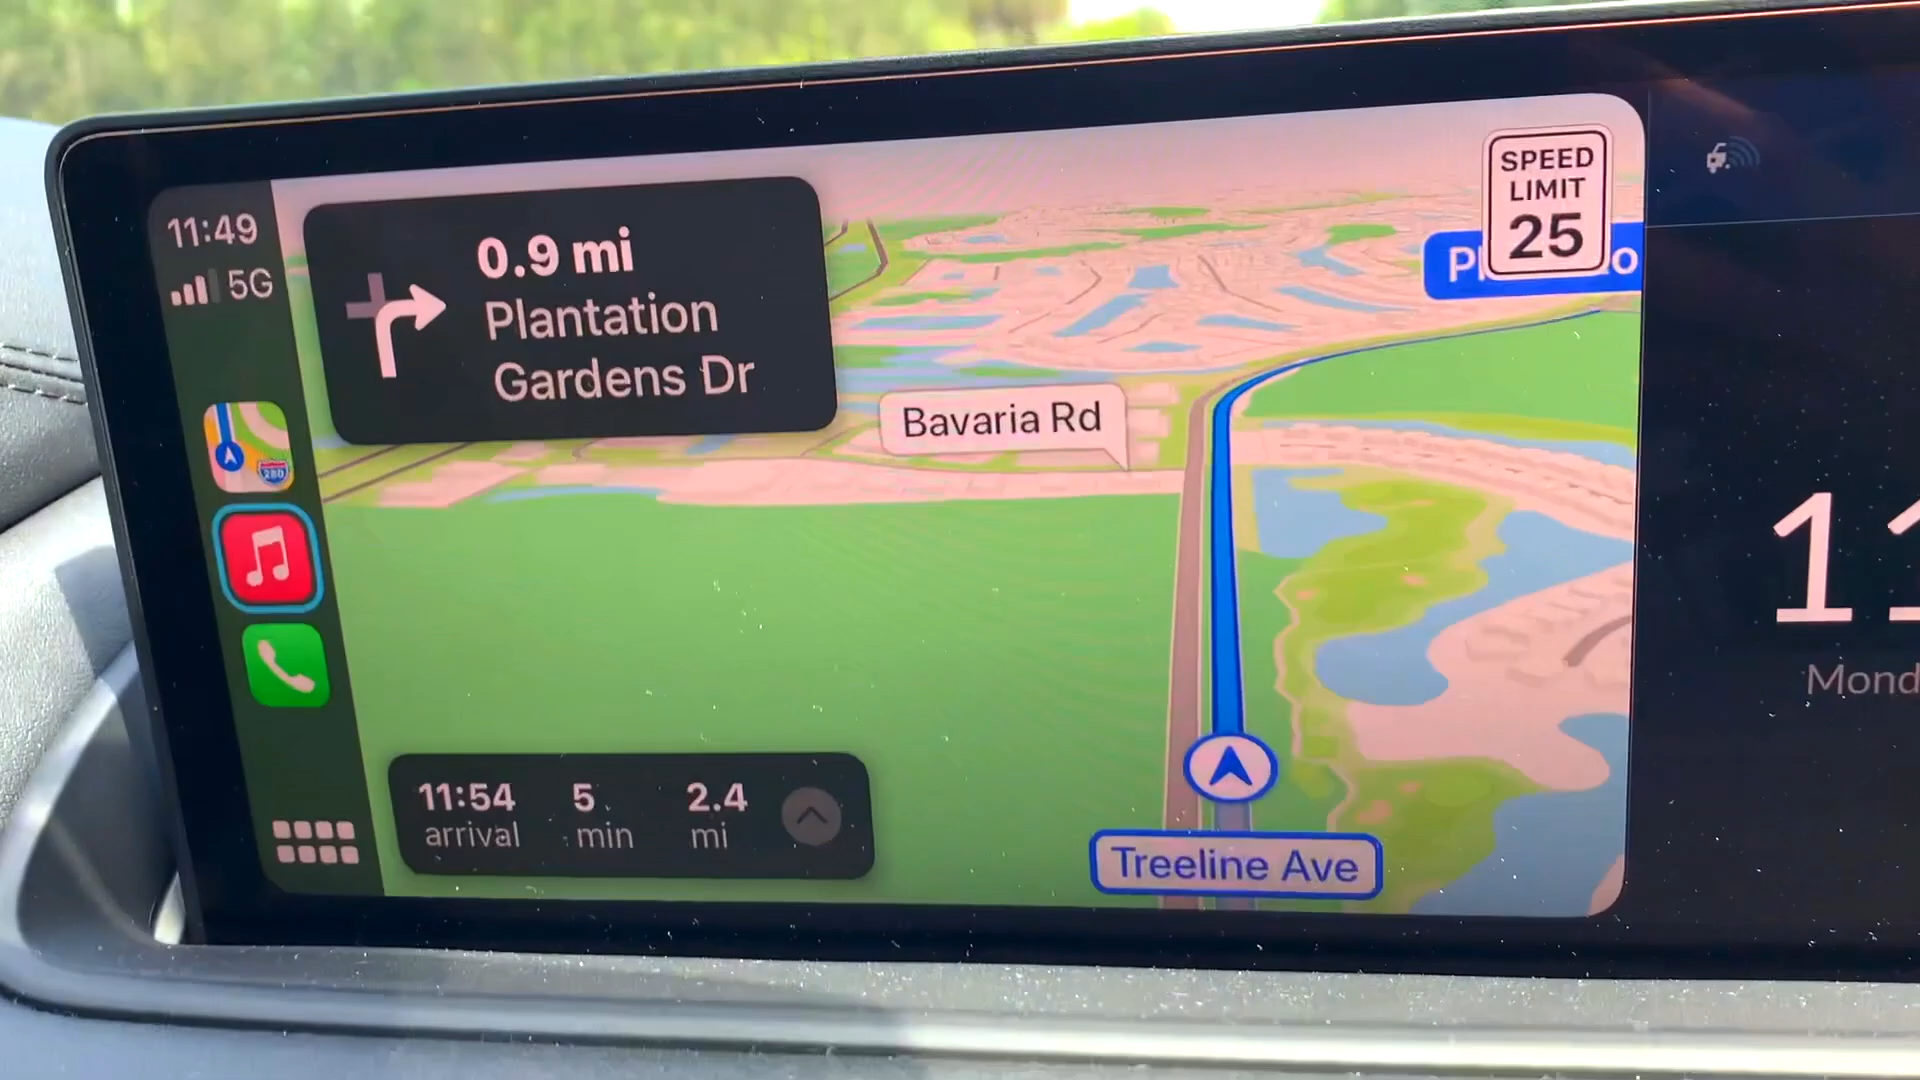 11:49
5G
0.9 mi
Plantation
Gardens Dr
SPEED
LIMIT
25
Bavaria Rd
280
11:54 5 2.4
arrival min mi
Treeline Ave